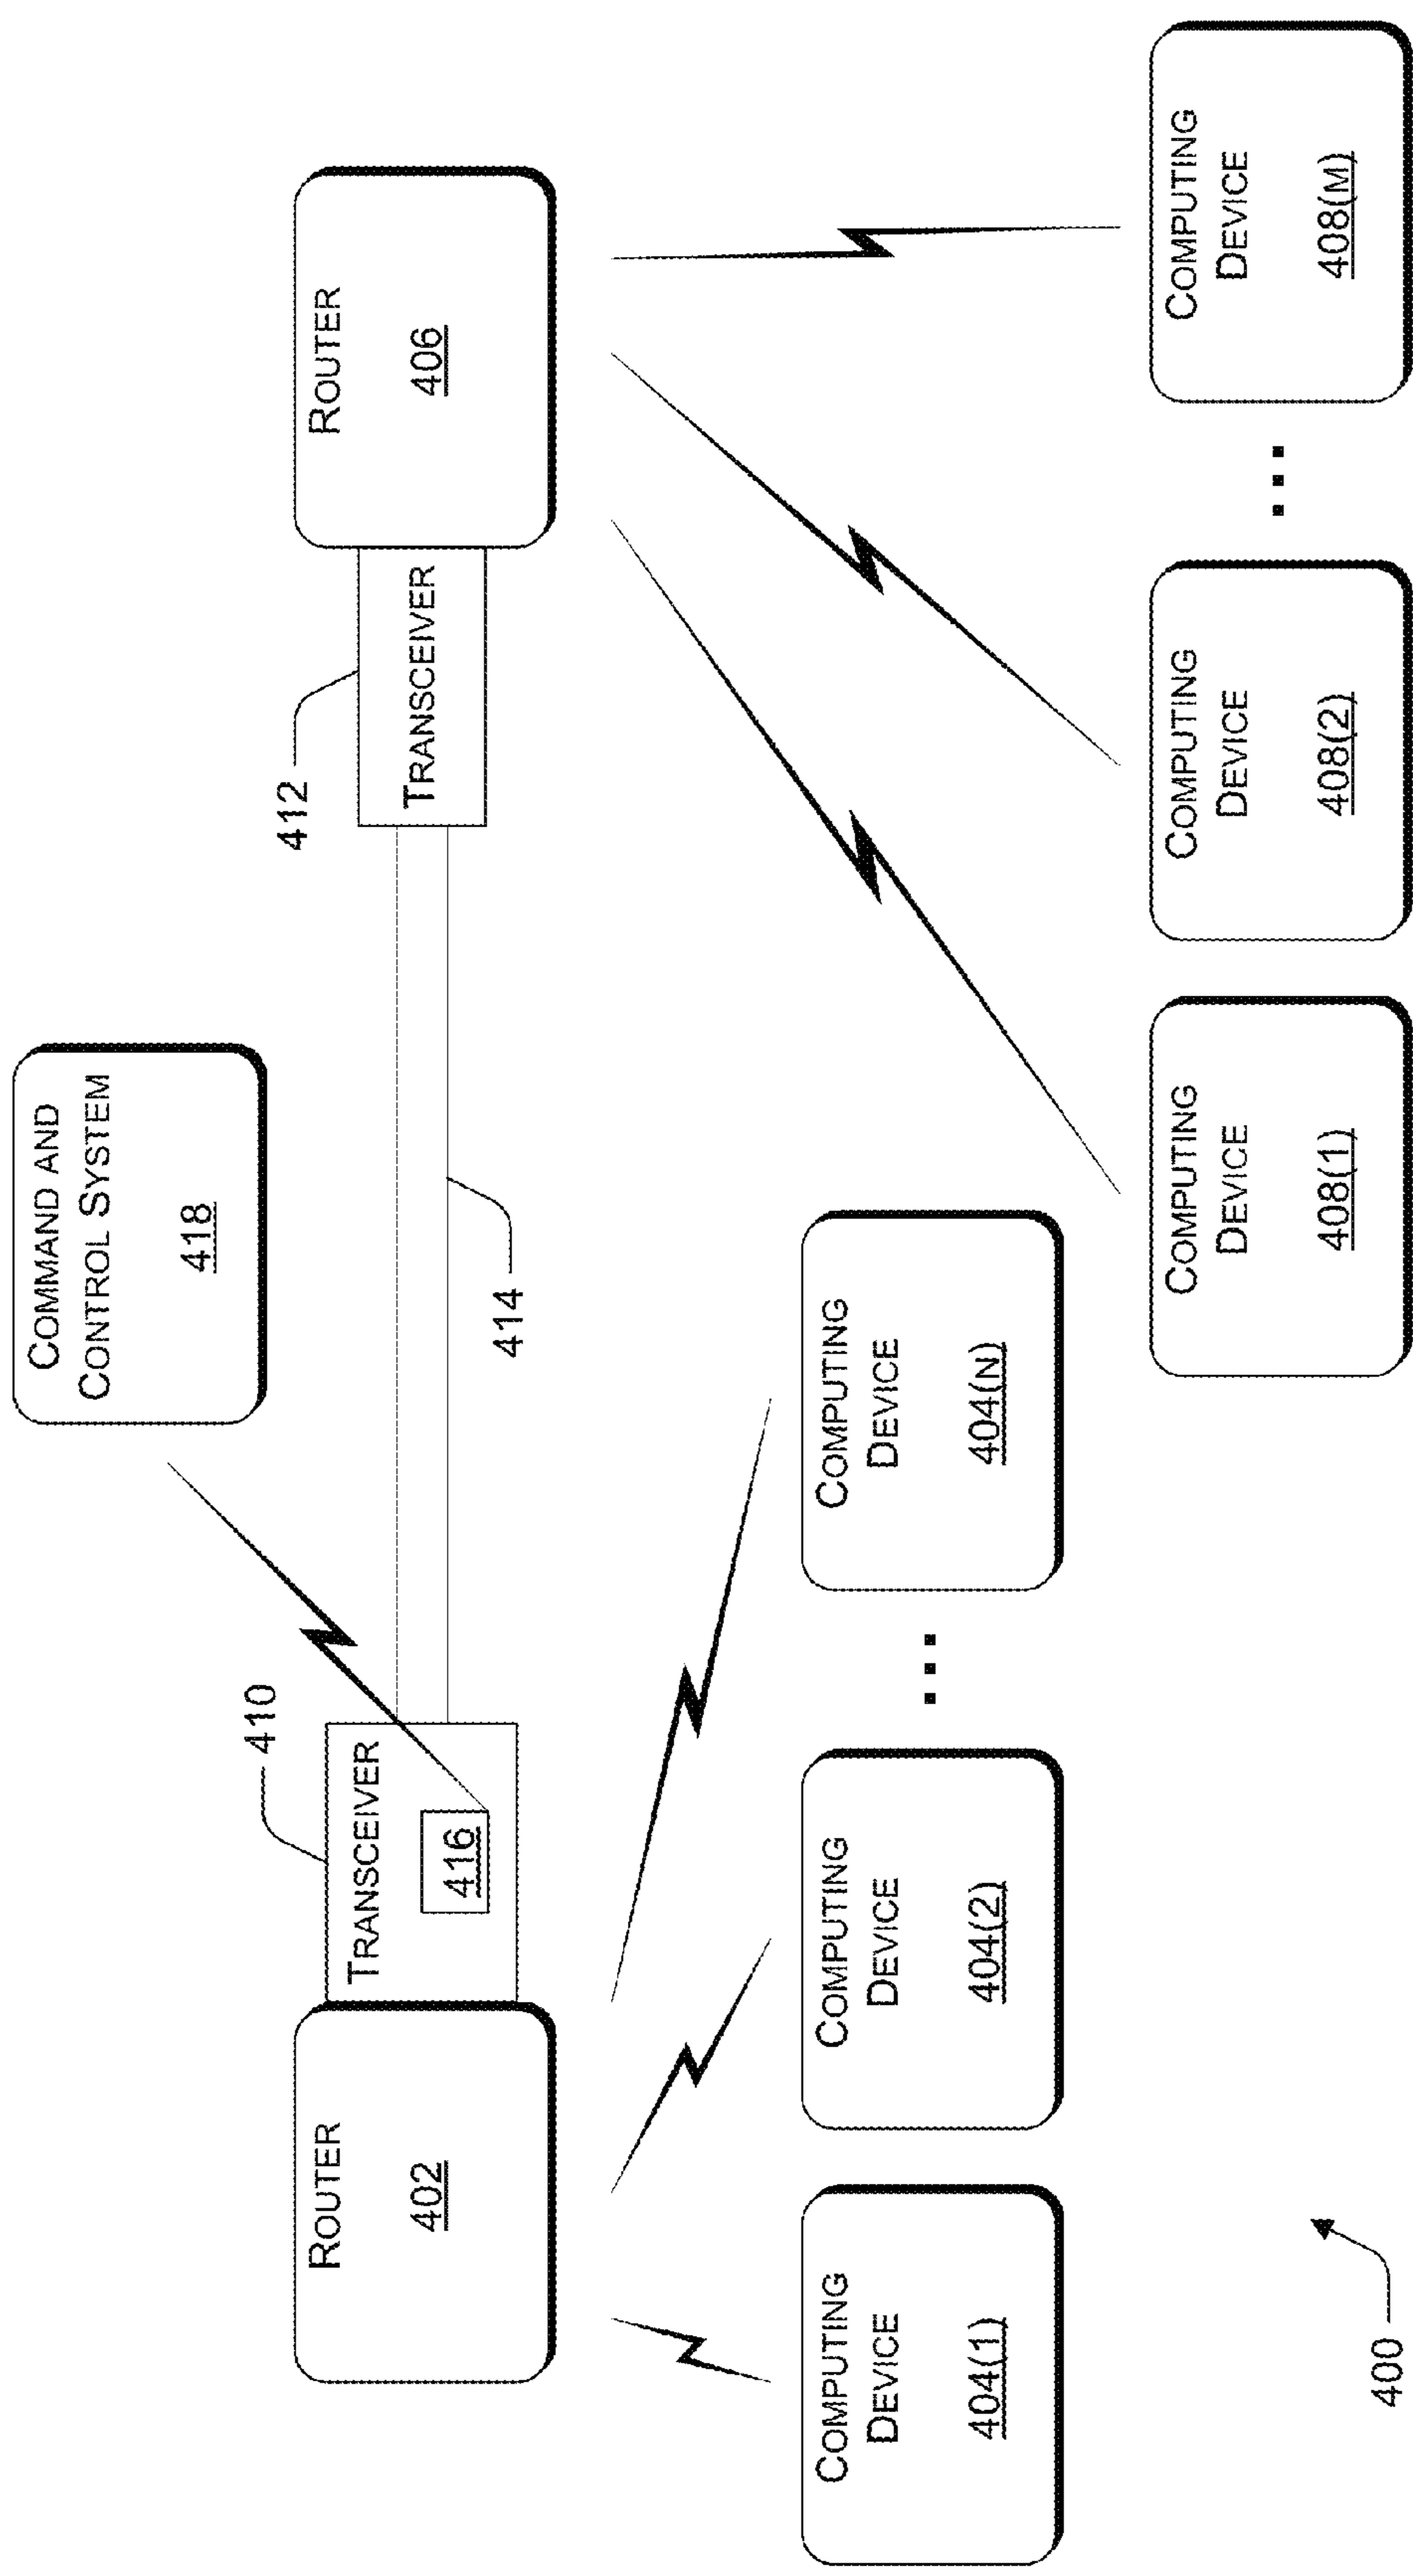 COMMAND AND
CONTROL SYSTEM
418
410
412
ROUTER
402
TRANSCEIVER
416
TRANSCEIVER
ROUTER
406
414
COMPUTING
DEVICE
404(1)
COMPUTING
DEVICE
404(2)
...
COMPUTING
DEVICE
404(N)
COMPUTING
DEVICE
408(1)
COMPUTING
DEVICE
408(2)
...
COMPUTING
DEVICE
408(M)
400